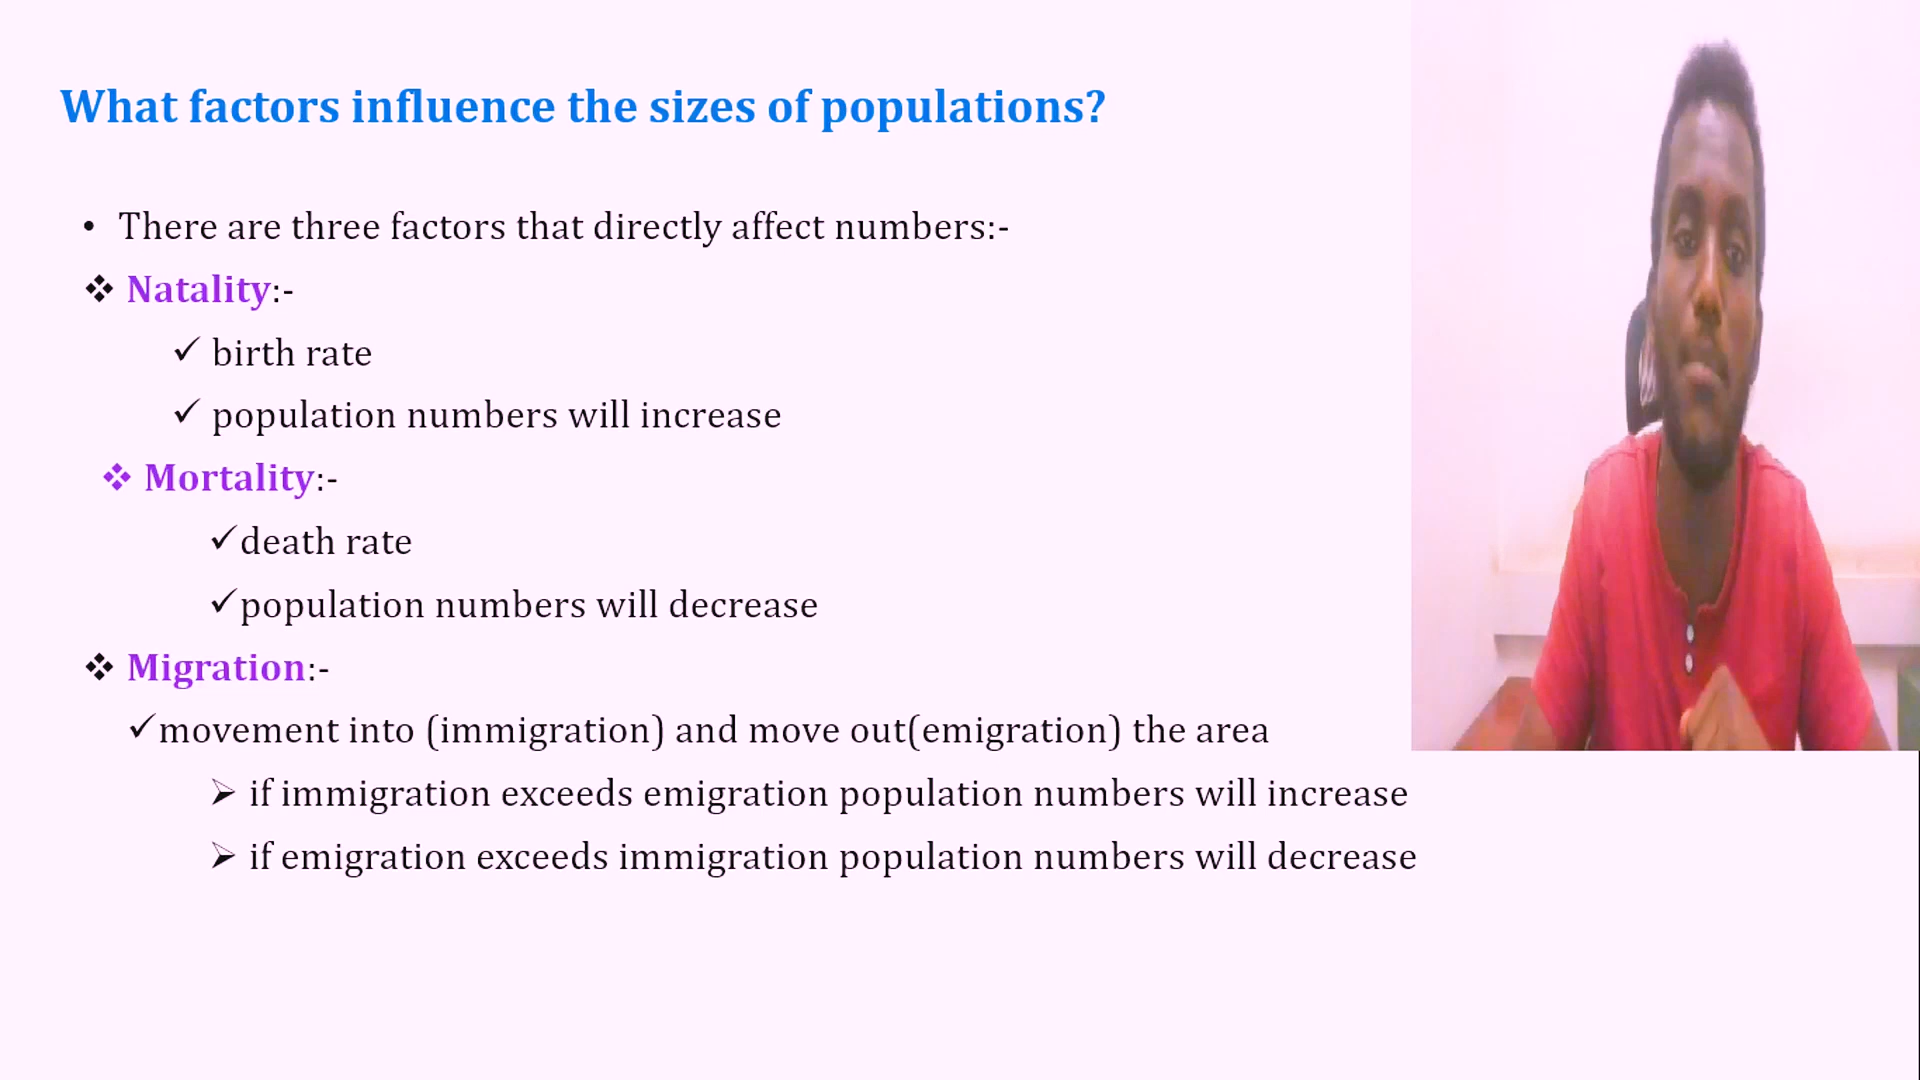 What factors influence the sizes of populations?
• There are three factors that directly affect numbers:-
❖ Natality:-
✓ birth rate
✓ population numbers will increase
❖ Mortality:-
✓death rate
✓population numbers will decrease
❖ Migration:-
✓movement into (immigration) and move out(emigration) the area
➢ if immigration exceeds emigration population numbers will increase
➢ if emigration exceeds immigration population numbers will decrease